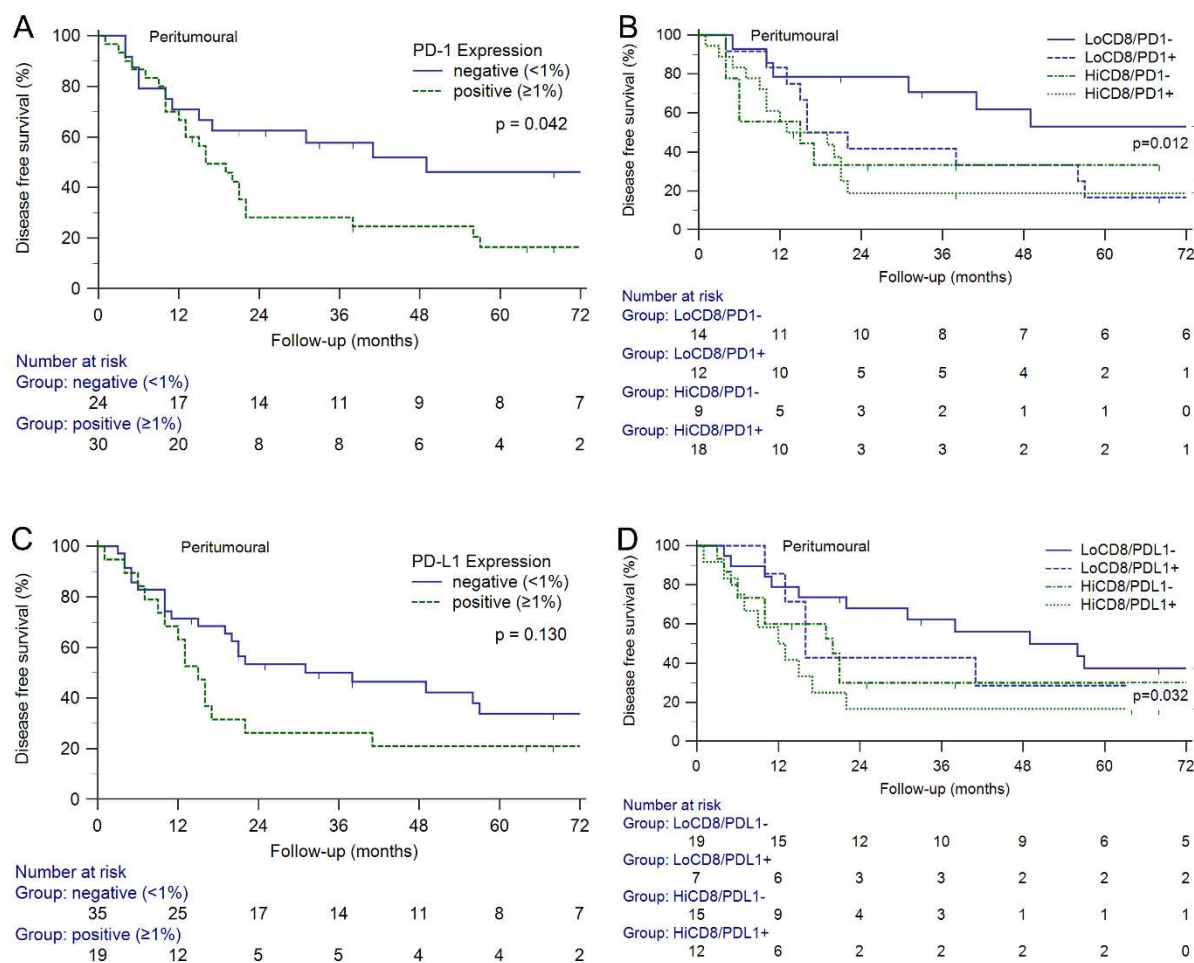 A
Peritumoural
PD-1 Expression
negative (<1%)
positive (≥1%)
p = 0.042
Disease free survival (%)
100
80
60
40
20
0
0 12 24 36 48 60 72
Follow-up (months)
Number at risk
Group: negative (<1%)
24 17 14 11 9 8 7
Group: positive (≥1%)
30 20 8 8 6 4 2
B
Peritumoural
LoCD8/PD1-
LoCD8/PD1+
HiCD8/PD1-
HiCD8/PD1+
p=0.012
Disease free survival (%)
100
80
60
40
20
0
0 12 24 36 48 60 72
Follow-up (months)
Number at risk
Group: LoCD8/PD1-
14 11 10 8 7 6 6
Group: LoCD8/PD1+
12 10 5 5 4 2 1
Group: HiCD8/PD1-
9 5 3 2 1 1 0
Group: HiCD8/PD1+
18 10 3 3 2 2 1
C
Peritumoural
PD-L1 Expression
negative (<1%)
positive (≥1%)
p = 0.130
Disease free survival (%)
100
80
60
40
20
0
0 12 24 36 48 60 72
Follow-up (months)
Number at risk
Group: negative (<1%)
35 25 17 14 11 8 7
Group: positive (≥1%)
19 12 5 5 4 4 2
D
Peritumoural
LoCD8/PDL1-
LoCD8/PDL1+
HiCD8/PDL1-
HiCD8/PDL1+
p=0.032
Disease free survival (%)
100
80
60
40
20
0
0 12 24 36 48 60 72
Follow-up (months)
Number at risk
Group: LoCD8/PDL1-
19 15 12 10 9 6 5
Group: LoCD8/PDL1+
7 6 3 3 2 2 2
Group: HiCD8/PDL1-
15 9 4 3 1 1 1
Group: HiCD8/PDL1+
12 6 2 2 2 2 0